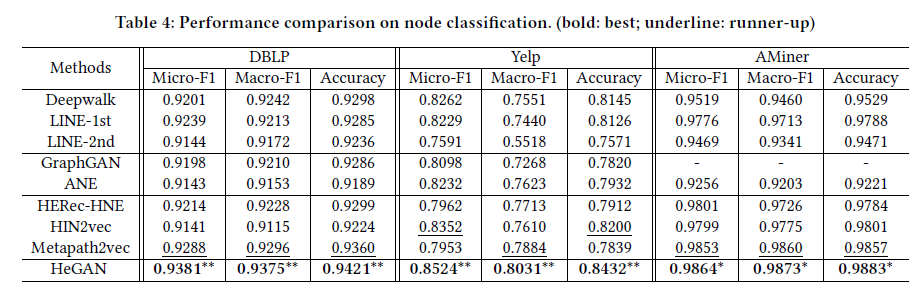 Table 4: Performance comparison on node classification. (bold: best; underline: runner-up)
Methods DBLP Yelp AMiner
Micro-F1 Macro-F1 Accuracy Micro-F1 Macro-F1 Accuracy Micro-F1 Macro-F1 Accuracy
Deepwalk 0.9201 0.9242 0.9298 0.8262 0.7551 0.8145 0.9519 0.9460 0.9529
LINE-1st 0.9239 0.9213 0.9285 0.8229 0.7440 0.8126 0.9776 0.9713 0.9788
LINE-2nd 0.9144 0.9172 0.9236 0.7591 0.5518 0.7571 0.9469 0.9341 0.9471
GraphGAN 0.9198 0.9210 0.9286 0.8098 0.7268 0.7820 - - -
ANE 0.9143 0.9153 0.9189 0.8232 0.7623 0.7932 0.9256 0.9203 0.9221
HERec-HNE 0.9214 0.9228 0.9299 0.7962 0.7713 0.7912 0.9801 0.9726 0.9784
HIN2vec 0.9141 0.9115 0.9224 0.8352 0.7610 0.8200 0.9799 0.9775 0.9801
Metapath2vec 0.9288 0.9296 0.9360 0.7953 0.7884 0.7839 0.9853 0.9860 0.9857
HeGAN 0.9381** 0.9375** 0.9421** 0.8524** 0.8031** 0.8432** 0.9864* 0.9873* 0.9883*